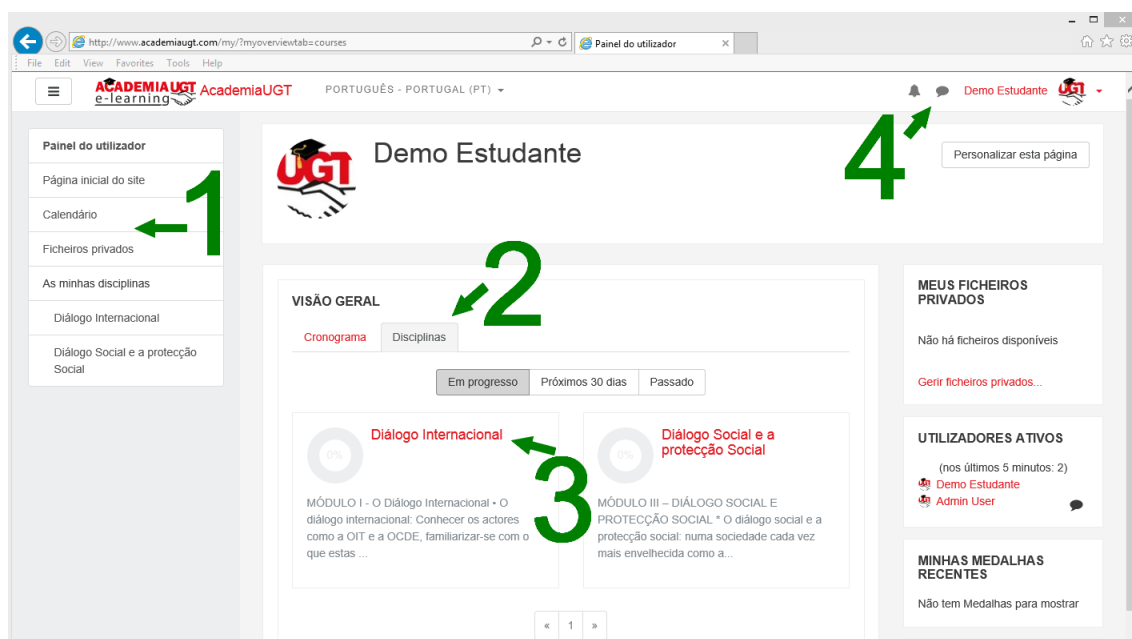 http://www.academiaugt.com/my/?myoverviewtab=courses
Painel do utilizador
File Edit View Favorites Tools Help
ACADEMIA UGT
e-learning
AcademiaUGT
PORTUGUÊS - PORTUGAL (PT)
Demo Estudante
UGT
Painel do utilizador
Página inicial do site
Calendário
Ficheiros privados
As minhas disciplinas
Diálogo Internacional
Diálogo Social e a protecção
Social
1
UGT
Demo Estudante
4
Personalizar esta página
2
VISÃO GERAL
Cronograma Disciplinas
Em progresso Próximos 30 dias Passado
0%
Diálogo Internacional
MÓDULO I - O Diálogo Internacional • O
diálogo internacional: Conhecer os actores
como a OIT e a OCDE, familiarizar-se com o
que estas ...
3
0%
Diálogo Social e a
protecção Social
MÓDULO III – DIÁLOGO SOCIAL E
PROTECÇÃO SOCIAL * O diálogo social e a
protecção social: numa sociedade cada vez
mais envelhecida como a...
« 1 »
MEUS FICHEIROS
PRIVADOS
Não há ficheiros disponíveis
Gerir ficheiros privados...
UTILIZADORES ATIVOS
(nos últimos 5 minutos: 2)
Demo Estudante
Admin User
MINHAS MEDALHAS
RECENTES
Não tem Medalhas para mostrar